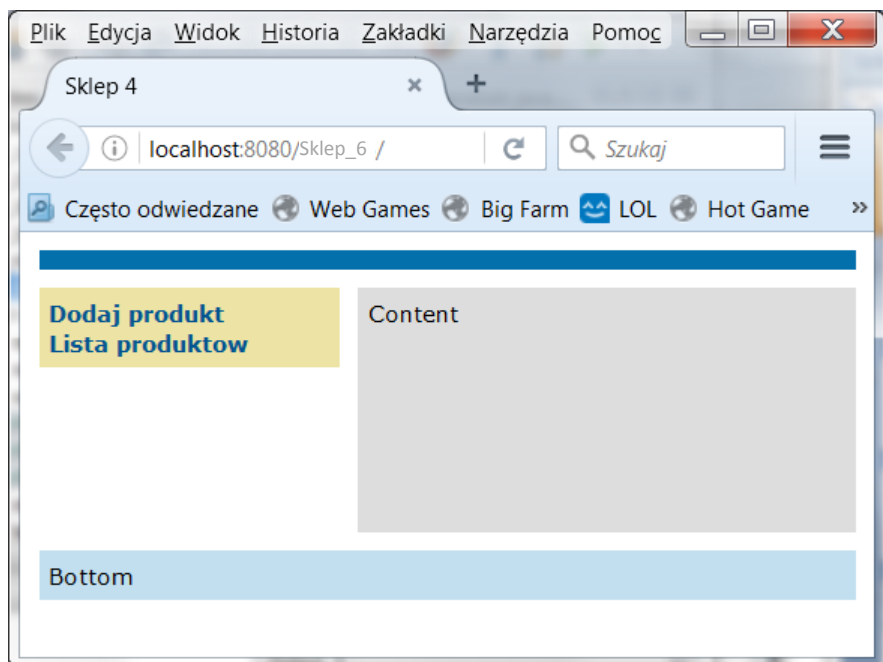 Plik Edycja Widok Historia Zakładki Narzędzia Pomoc
Sklep 4
localhost:8080/Sklep_6 /
Szukaj
Często odwiedzane Web Games Big Farm LOL Hot Game
Dodaj produkt
Lista produktow
Content
Bottom